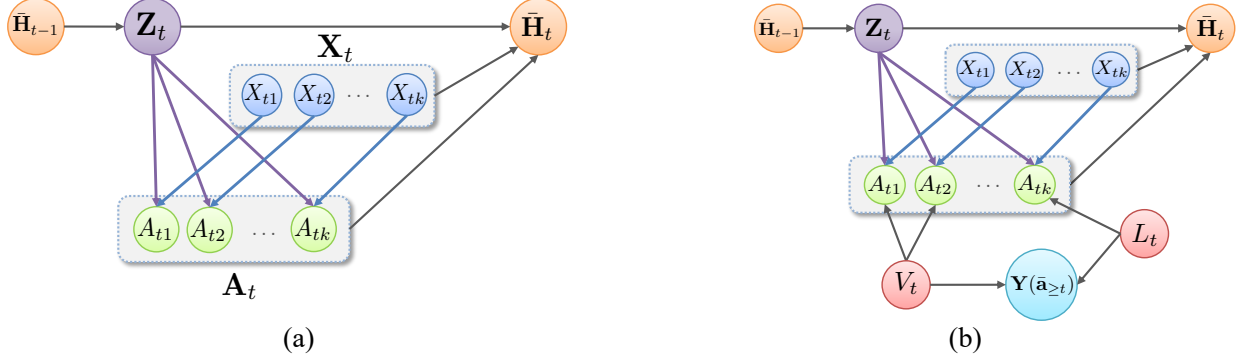 H̄ₜ₋₁
Zₜ
H̄ₜ
Xₜ
Xₜ₁ Xₜ₂ ··· Xₜₖ
Aₜ₁ Aₜ₂ ··· Aₜₖ
Aₜ
(a)
H̄ₜ₋₁
Zₜ
H̄ₜ
Xₜ₁ Xₜ₂ ··· Xₜₖ
Aₜ₁ Aₜ₂ ··· Aₜₖ
Lₜ
Vₜ
Y(ā≥ₜ)
(b)